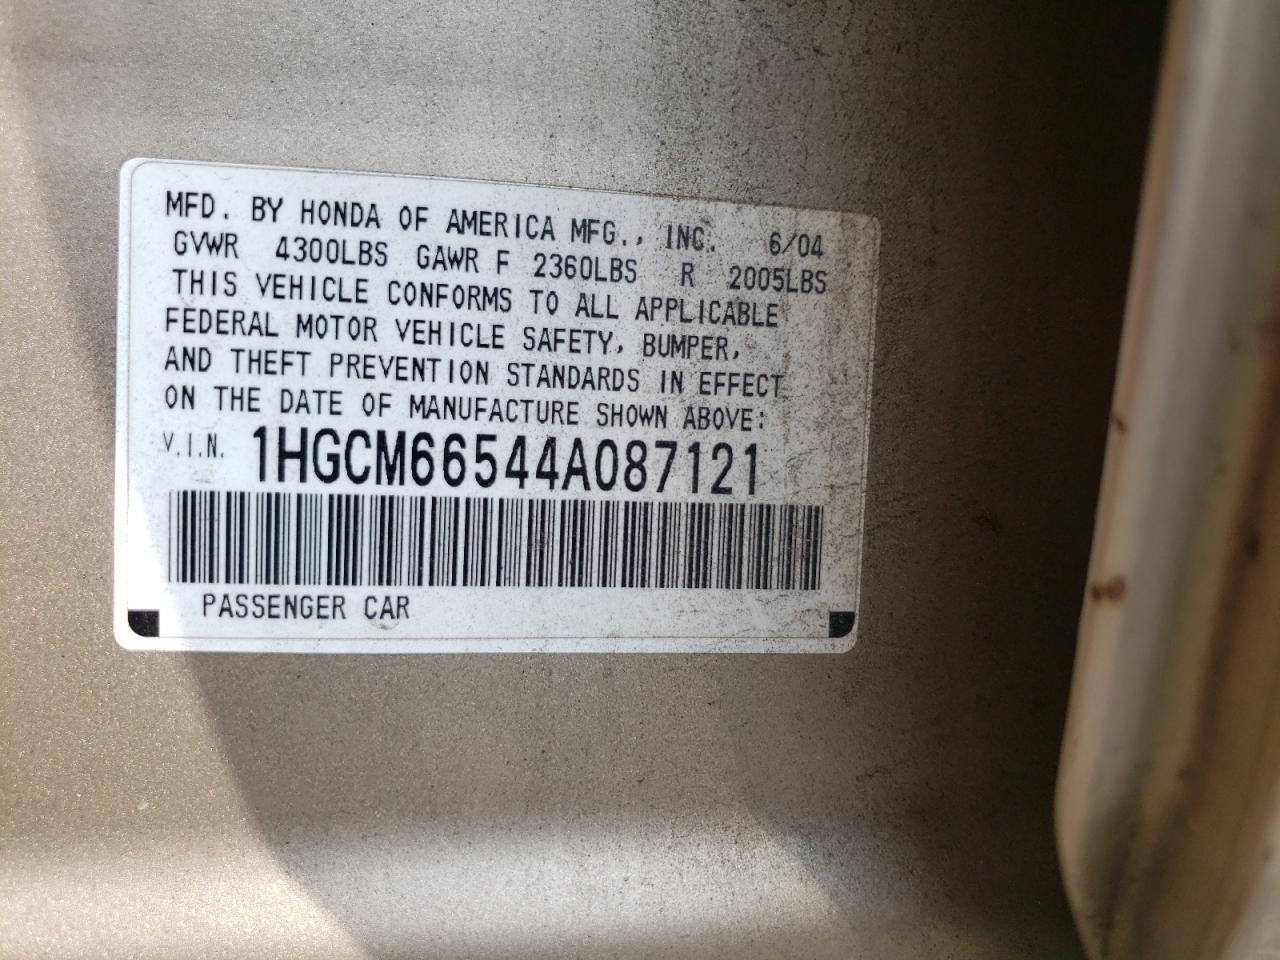 MFD. BY HONDA OF AMERICA MFG., INC. 6/04
GVWR 4300LBS GAWR F 2360LBS R 2005LBS
THIS VEHICLE CONFORMS TO ALL APPLICABLE
FEDERAL MOTOR VEHICLE SAFETY, BUMPER,
AND THEFT PREVENTION STANDARDS IN EFFECT
ON THE DATE OF MANUFACTURE SHOWN ABOVE:
V.I.N. 1HGCM66544A087121
PASSENGER CAR